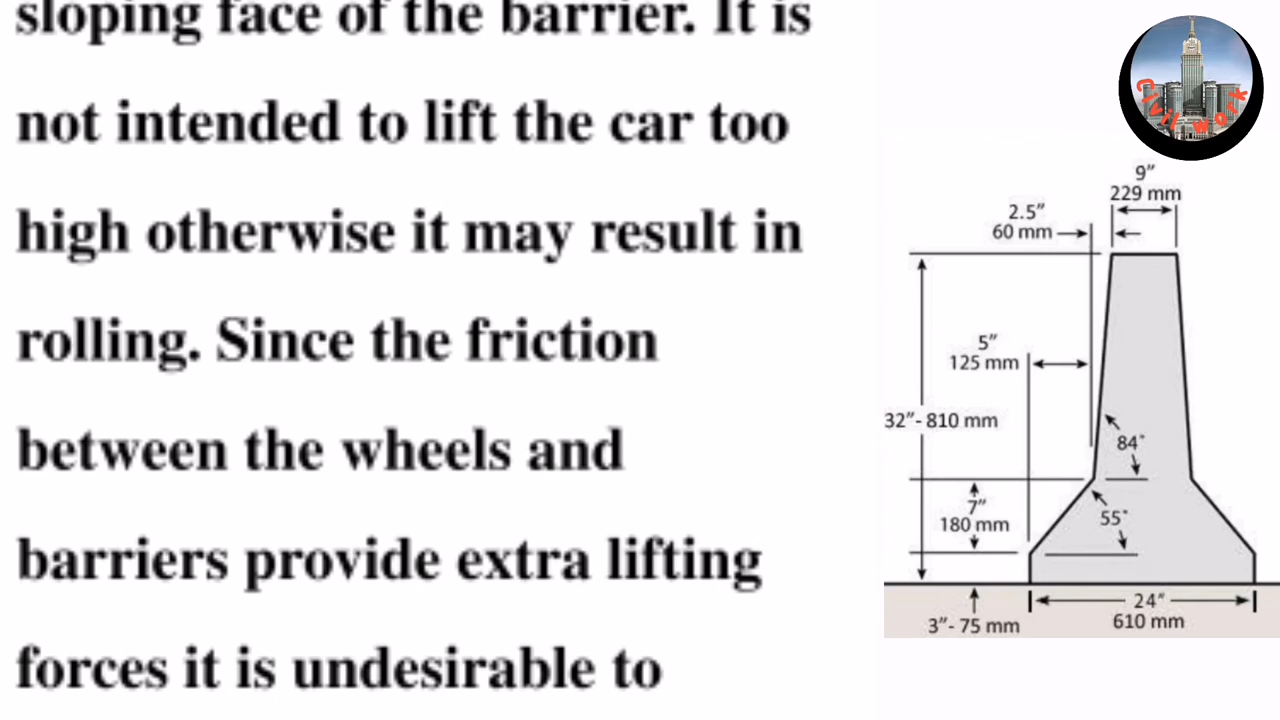 sloping face of the barrier. It is
not intended to lift the car too
high otherwise it may result in
rolling. Since the friction
between the wheels and
barriers provide extra lifting
forces it is undesirable to
Civil Work
9"
229 mm
2.5"
60 mm
5"
125 mm
32"- 810 mm
84°
7"
180 mm
55°
24"
610 mm
3"- 75 mm